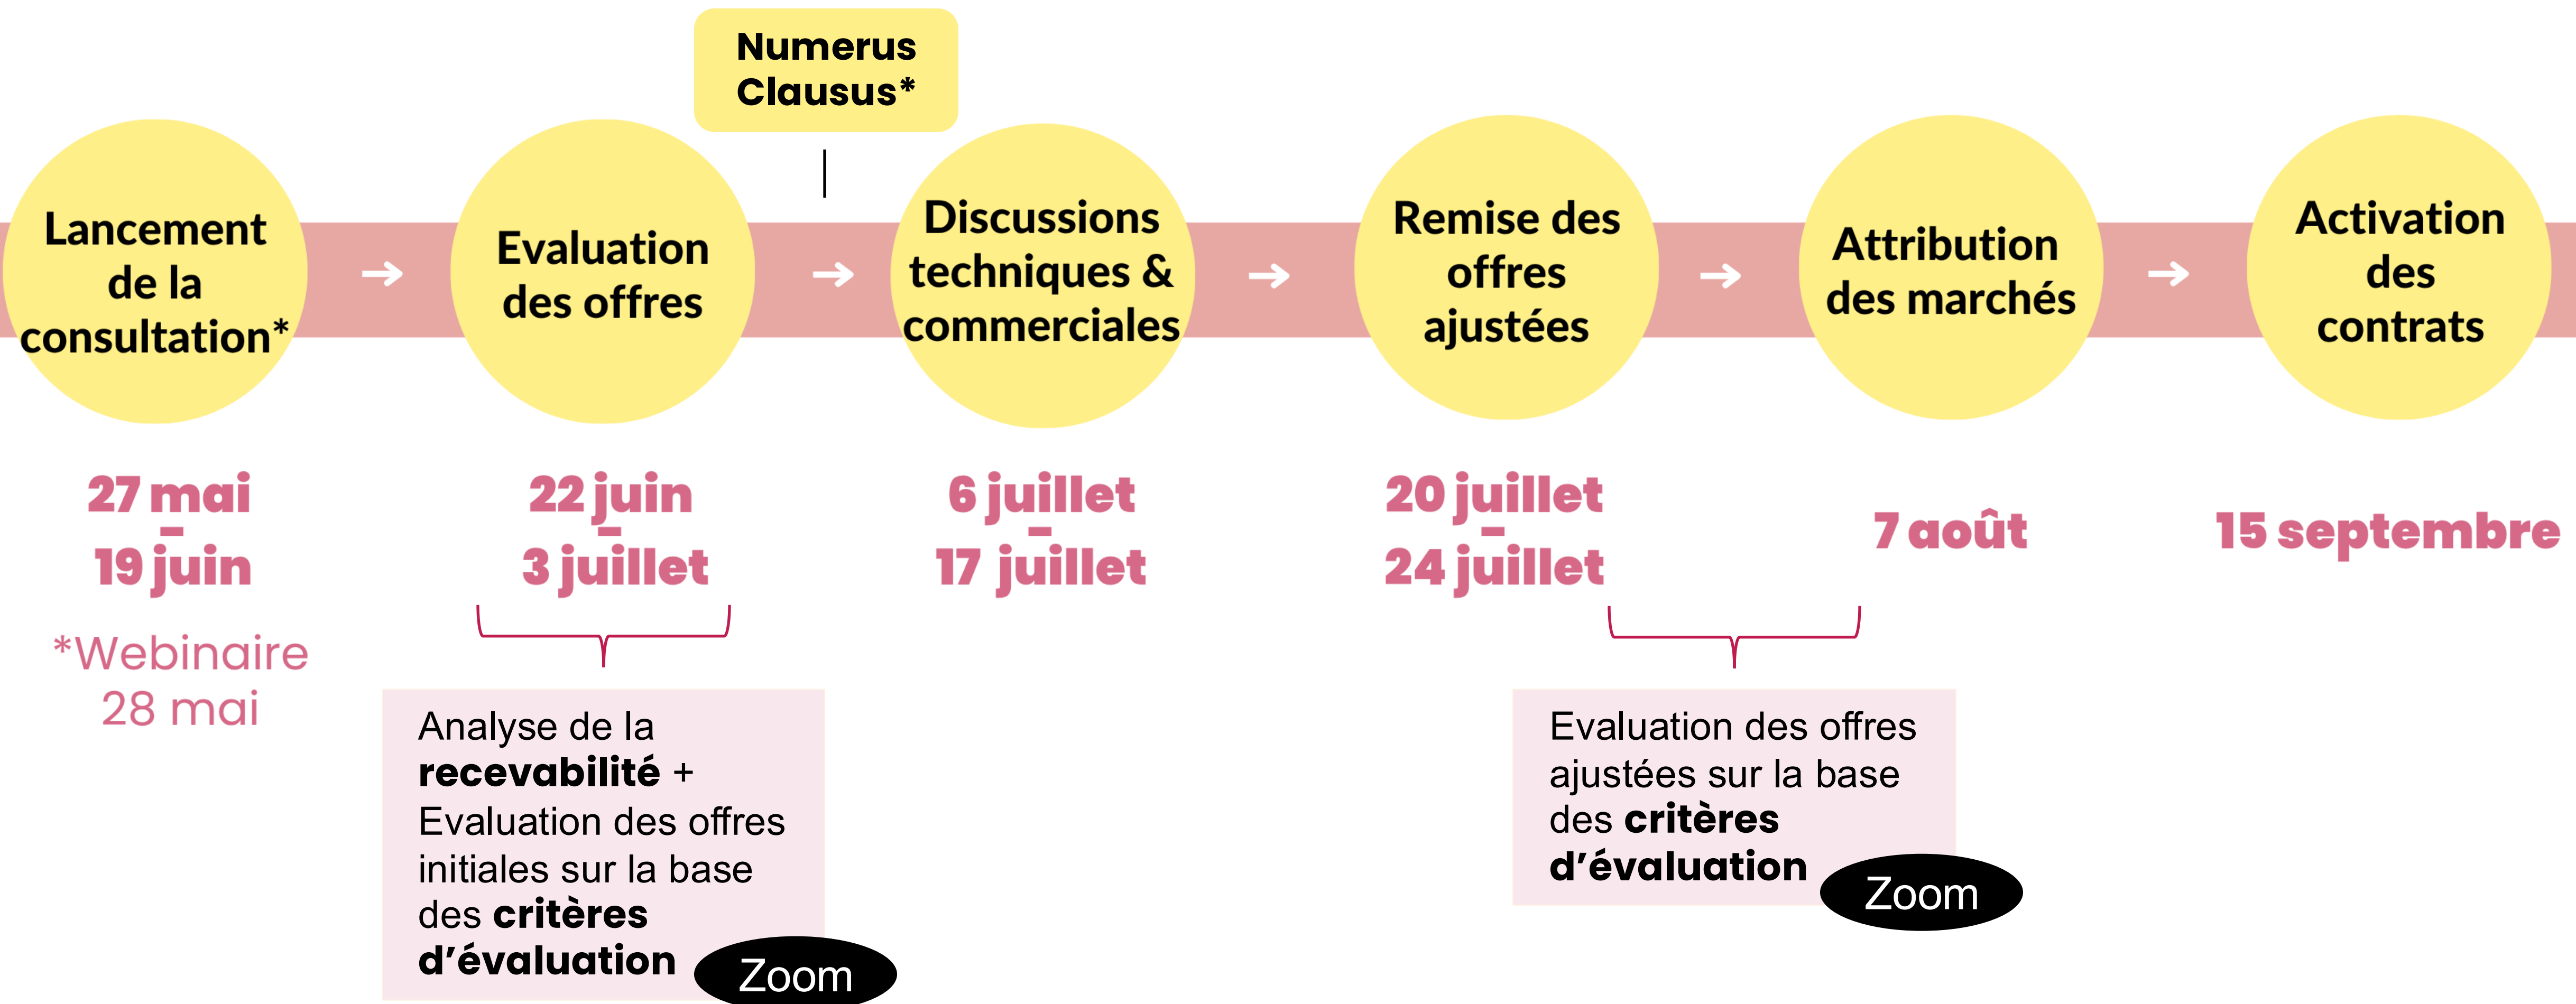 Numerus
Clausus*
Lancement
de la
consultation*
Evaluation
des offres
Discussions
techniques &
commerciales
Remise des
offres
ajustées
Attribution
des marchés
Activation
des
contrats
27 mai
-
19 juin
22 juin
-
3 juillet
6 juillet
-
17 juillet
20 juillet
-
24 juillet
7 août
15 septembre
*Webinaire
28 mai
Analyse de la
recevabilité +
Evaluation des offres
initiales sur la base
des critères
d’évaluation
Zoom
Evaluation des offres
ajustées sur la base
des critères
d’évaluation
Zoom